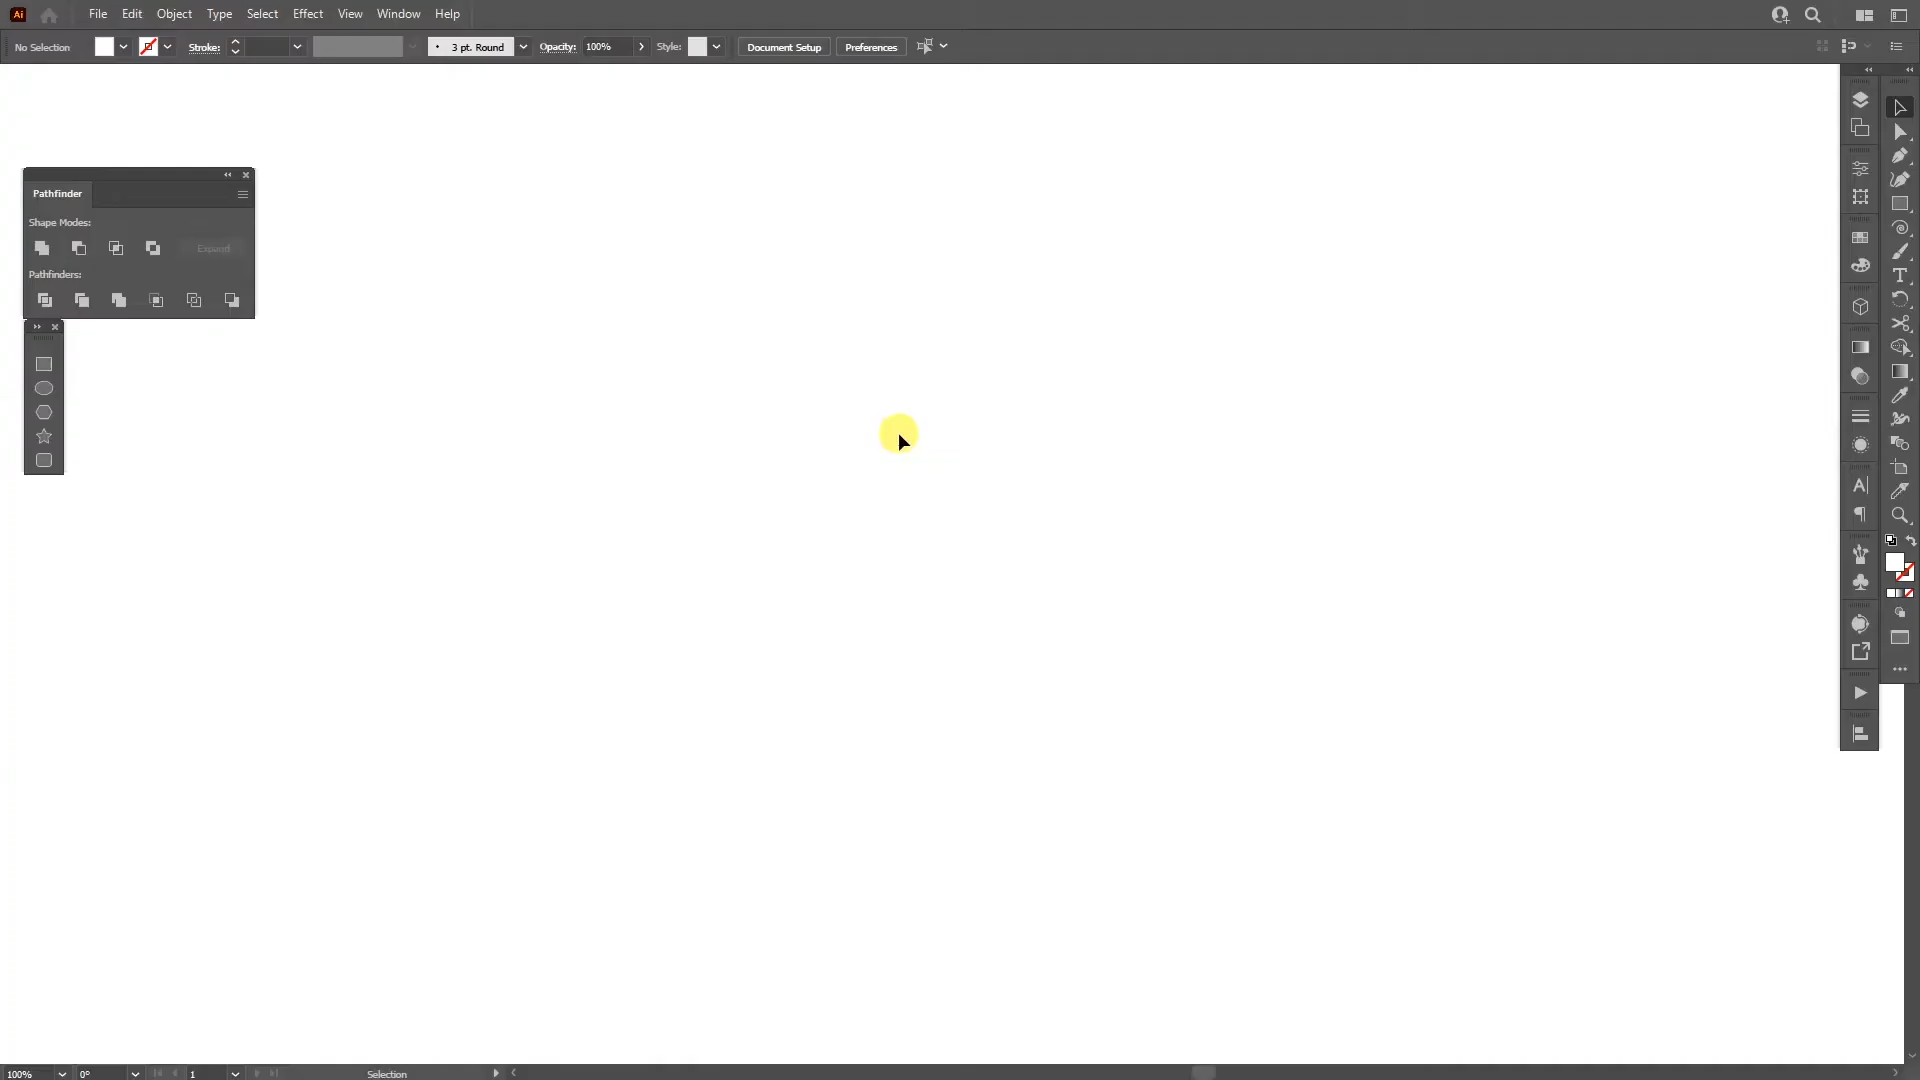 Ai File Edit Object Type Select Effect View Window Help
No Selection Stroke: 3 pt. Round Opacity: 100% Style: Document Setup Preferences
Pathfinder
Shape Modes:
Expand
Pathfinders:
100% 0° 1 Selection